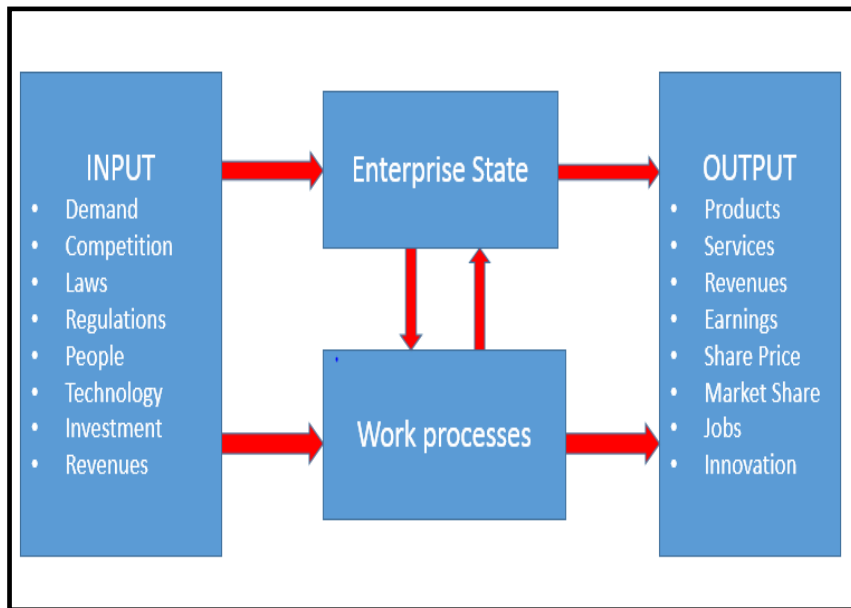 INPUT
• Demand
• Competition
• Laws
• Regulations
• People
• Technology
• Investment
• Revenues
Enterprise State
Work processes
OUTPUT
• Products
• Services
• Revenues
• Earnings
• Share Price
• Market Share
• Jobs
• Innovation